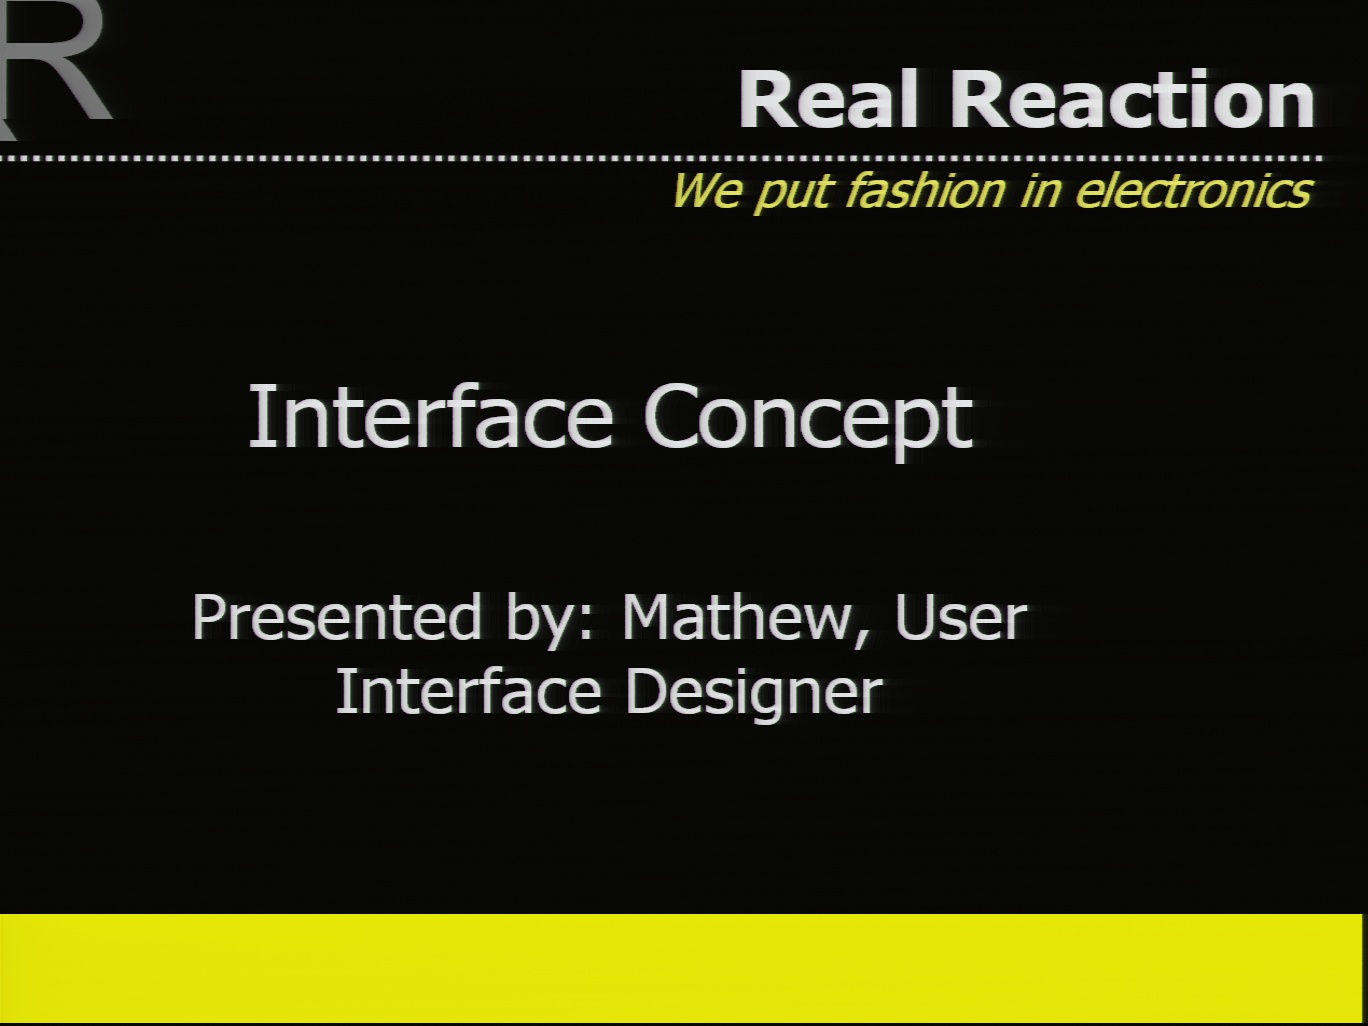 R
Real Reaction
We put fashion in electronics
Interface Concept
Presented by: Mathew, User
Interface Designer